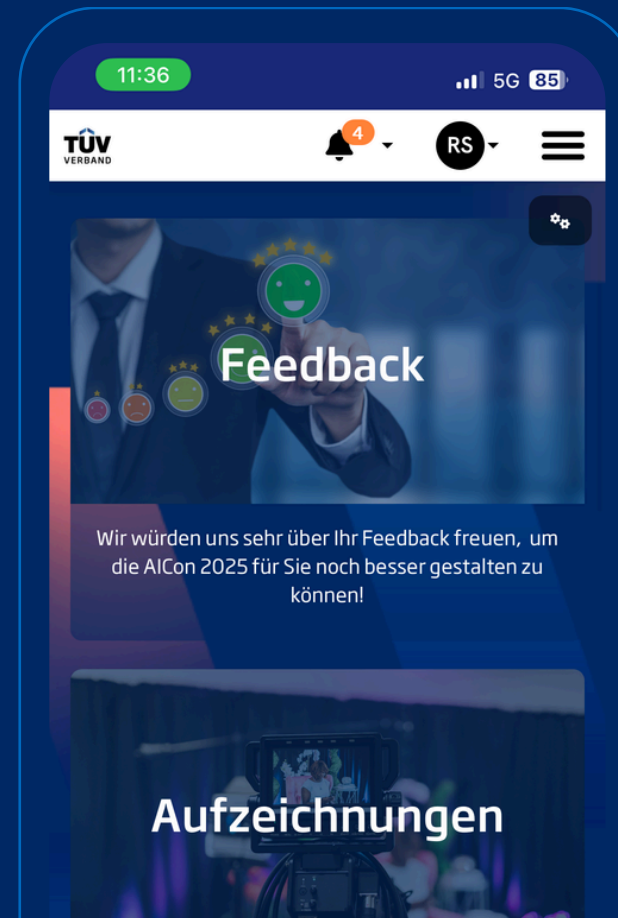 11:36
5G 85
TÜV
VERBAND
4
RS
Feedback
Wir würden uns sehr über Ihr Feedback freuen, um
die AICon 2025 für Sie noch besser gestalten zu
können!
Aufzeichnungen